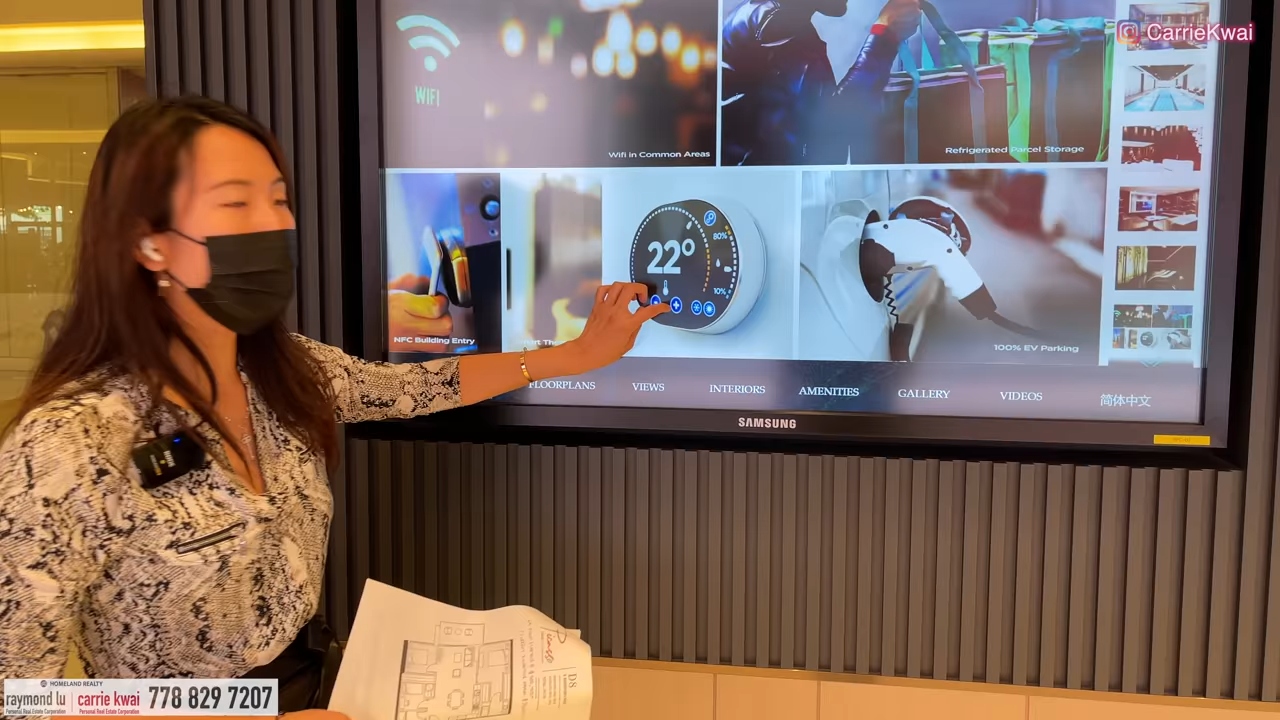 CarrieKwai
WIFI
Wifi in Common Areas
Refrigerated Parcel Storage
22°
80%
10%
NFC Building Entry
100% EV Parking
FLOORPLANS
VIEWS
INTERIORS
AMENITIES
GALLERY
VIDEOS
简体中文
SAMSUNG
D8
HOMELAND REALTY
raymond lu
Personal Real Estate Corporation
carrie kwai
Personal Real Estate Corporation
778 829 7207